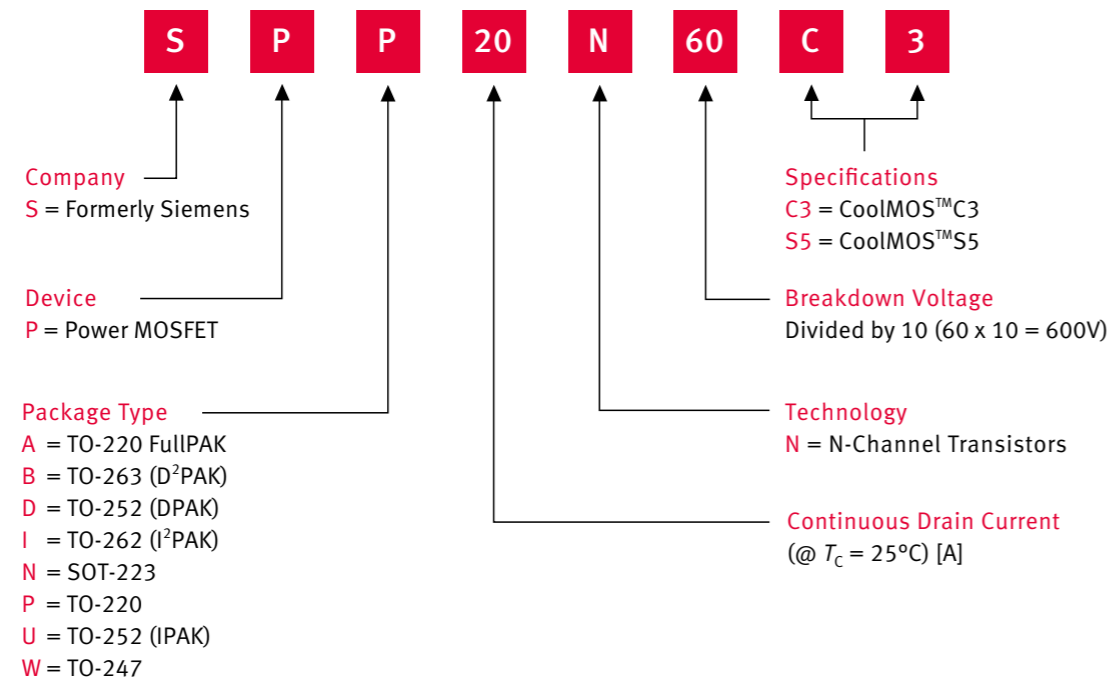 S P P 20 N 60 C 3
Company
S = Formerly Siemens
Device
P = Power MOSFET
Package Type
A = TO-220 FullPAK
B = TO-263 (D²PAK)
D = TO-252 (DPAK)
I = TO-262 (I²PAK)
N = SOT-223
P = TO-220
U = TO-252 (IPAK)
W = TO-247
Specifications
C3 = CoolMOS™C3
S5 = CoolMOS™S5
Breakdown Voltage
Divided by 10 (60 x 10 = 600V)
Technology
N = N-Channel Transistors
Continuous Drain Current
(@ T_C = 25°C) [A]